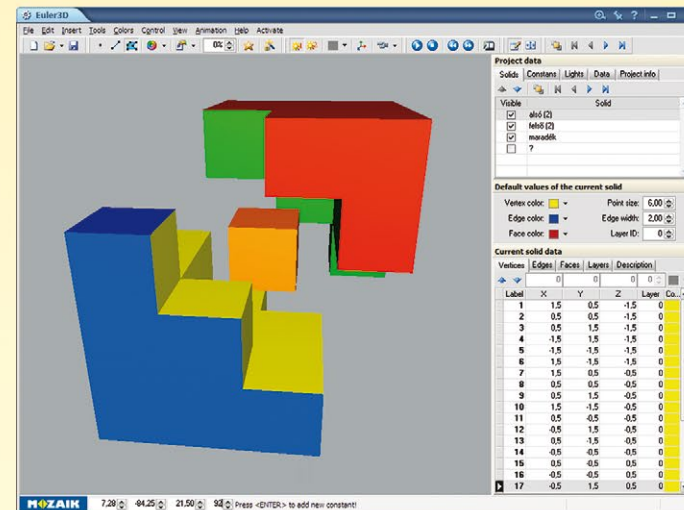 Euler3D
File Edit Insert Tools Colors Control View Animation Help Activate
0%
Project data
Solids Constans Lights Data Project info
Visible Solid
alsó (2)
felső (2)
maradék
?
Default values of the current solid
Vertex color: Point size: 6,00
Edge color: Edge width: 2,00
Face color: Layer ID: 0
Current solid data
Vertices Edges Faces Layers Description
0 0 0 0
Label X Y Z Layer Co...
1 1,5 0,5 -1,5 0
2 0,5 0,5 -1,5 0
3 0,5 1,5 -1,5 0
4 -1,5 1,5 -1,5 0
5 -1,5 -1,5 -1,5 0
6 1,5 -1,5 -1,5 0
7 1,5 0,5 -0,5 0
8 0,5 0,5 -0,5 0
9 0,5 1,5 -0,5 0
10 1,5 -1,5 -0,5 0
11 0,5 -0,5 -0,5 0
12 -0,5 1,5 -0,5 0
13 0,5 -1,5 -0,5 0
14 -0,5 -0,5 -0,5 0
15 0,5 -0,5 0,5 0
16 -0,5 -0,5 0,5 0
17 -0,5 1,5 0,5 0
MOZAIK 7,28 -84,25 21,50 92 Press <ENTER> to add new constant!